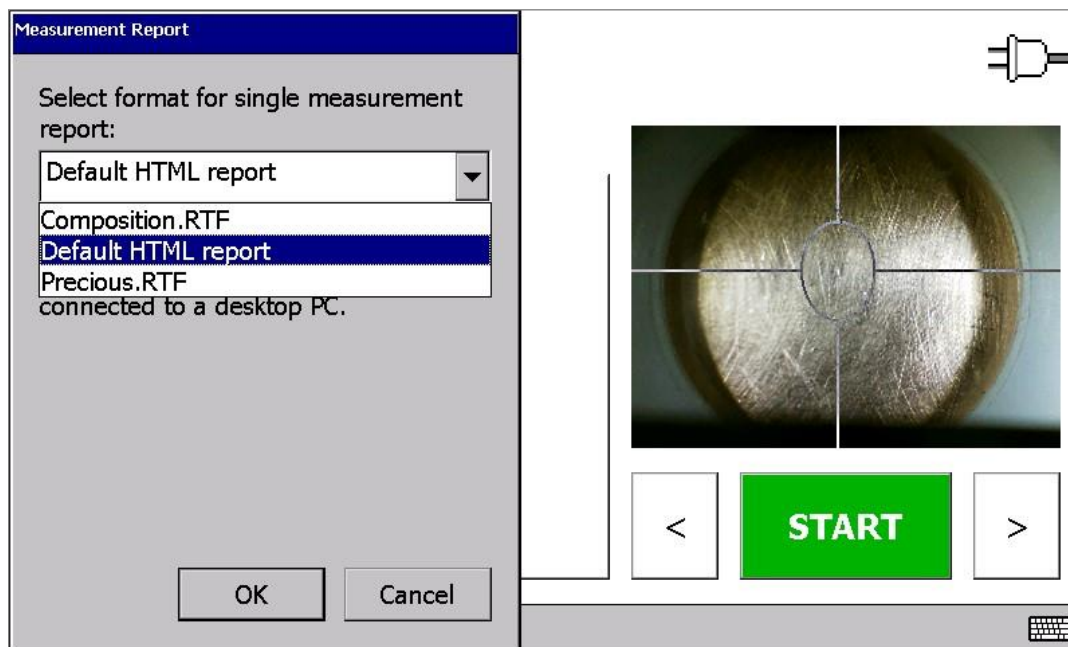 Measurement Report
Select format for single measurement
report:
Default HTML report
Composition.RTF
Default HTML report
Precious.RTF
connected to a desktop PC.
OK
Cancel
<
START
>